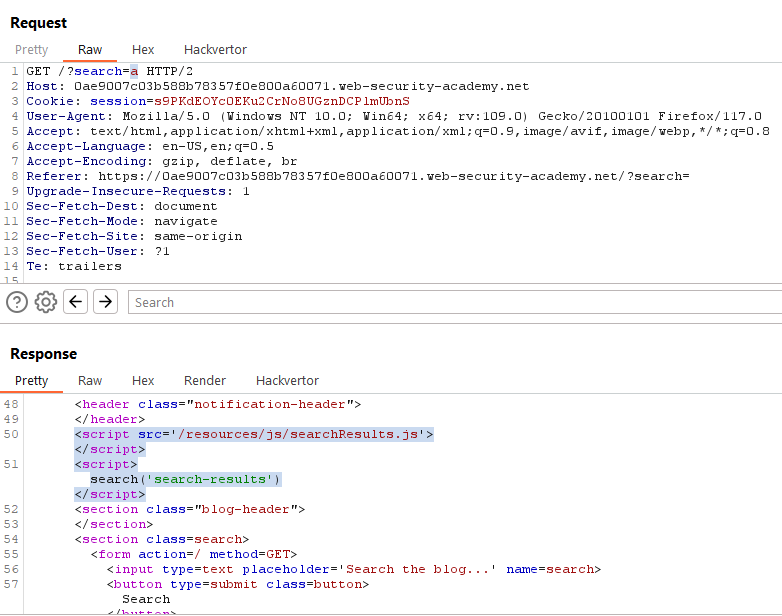 Request
Pretty Raw Hex Hackvertor
1 GET /?search=a HTTP/2
2 Host: 0ae9007c03b588b78357f0e800a60071.web-security-academy.net
3 Cookie: session=s9PKdEOYcOEKu2CrNo8UGznDCPlmUbnS
4 User-Agent: Mozilla/5.0 (Windows NT 10.0; Win64; x64; rv:109.0) Gecko/20100101 Firefox/117.0
5 Accept: text/html,application/xhtml+xml,application/xml;q=0.9,image/avif,image/webp,*/*;q=0.8
6 Accept-Language: en-US,en;q=0.5
7 Accept-Encoding: gzip, deflate, br
8 Referer: https://0ae9007c03b588b78357f0e800a60071.web-security-academy.net/?search=
9 Upgrade-Insecure-Requests: 1
10 Sec-Fetch-Dest: document
11 Sec-Fetch-Mode: navigate
12 Sec-Fetch-Site: same-origin
13 Sec-Fetch-User: ?1
14 Te: trailers
15
Search
Response
Pretty Raw Hex Render Hackvertor
48 <header class="notification-header">
49 </header>
50 <script src='/resources/js/searchResults.js'>
</script>
51 <script>
search('search-results')
</script>
52 <section class="blog-header">
53 </section>
54 <section class=search>
55 <form action=/ method=GET>
56 <input type=text placeholder='Search the blog...' name=search>
57 <button type=submit class=button>
Search
</button>